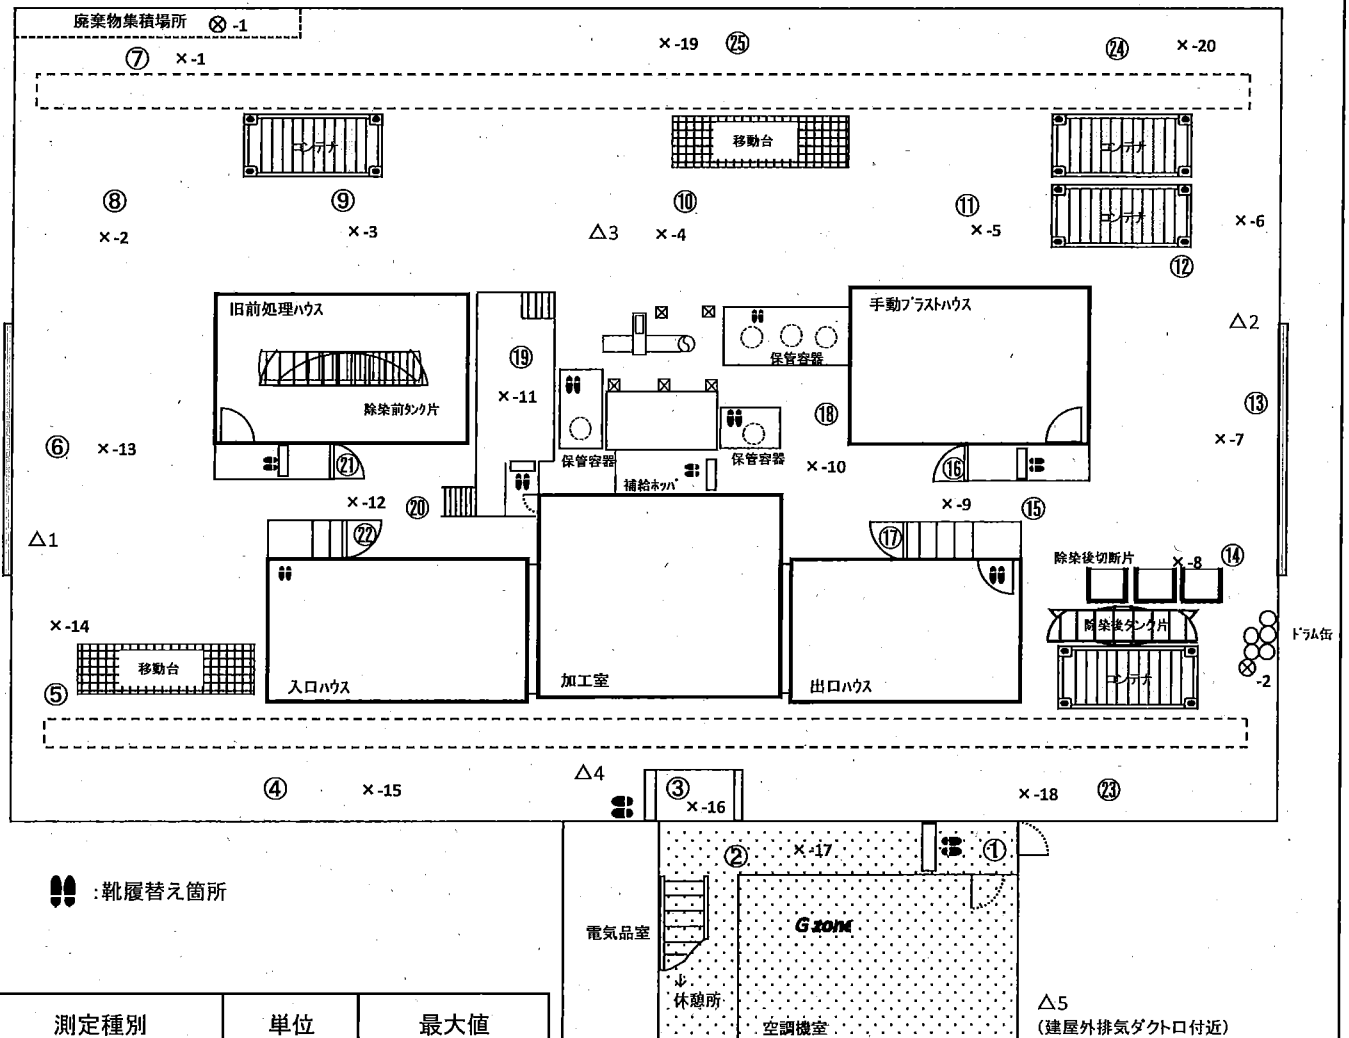 廃棄物集積場所 ⊗ -1
⑦ × -1
× -19 ㉕
㉔ × -20
コンテナ
移動台
コンテナ
コンテナ
⑧
⑨
⑩
⑪
× -2
× -3
△3
× -4
× -5
× -6
⑫
旧前処理ハウス
手動ブラストハウス
△2
保管容器
⑲
除染前タンク片
× -11
⑱
⑬
× -7
⑥ × -13
㉑
保管容器
保管容器
× -10
⑯
補給ホッパ
× -12
⑳
× -9
⑮
△1
㉒
⑰
除染後切断片
× -8
⑭
× -14
除染後タンク片
ドラム缶
移動台
入口ハウス
加工室
出口ハウス
コンテナ
⊗
-2
⑤
④
× -15
△4
③
× -16
× -18
㉓
② × -17 ①
:靴履替え箇所
電気品室
G zone
休憩所
空調機室
△5
(建屋外排気ダクト口付近)
測定種別 単位 最大値